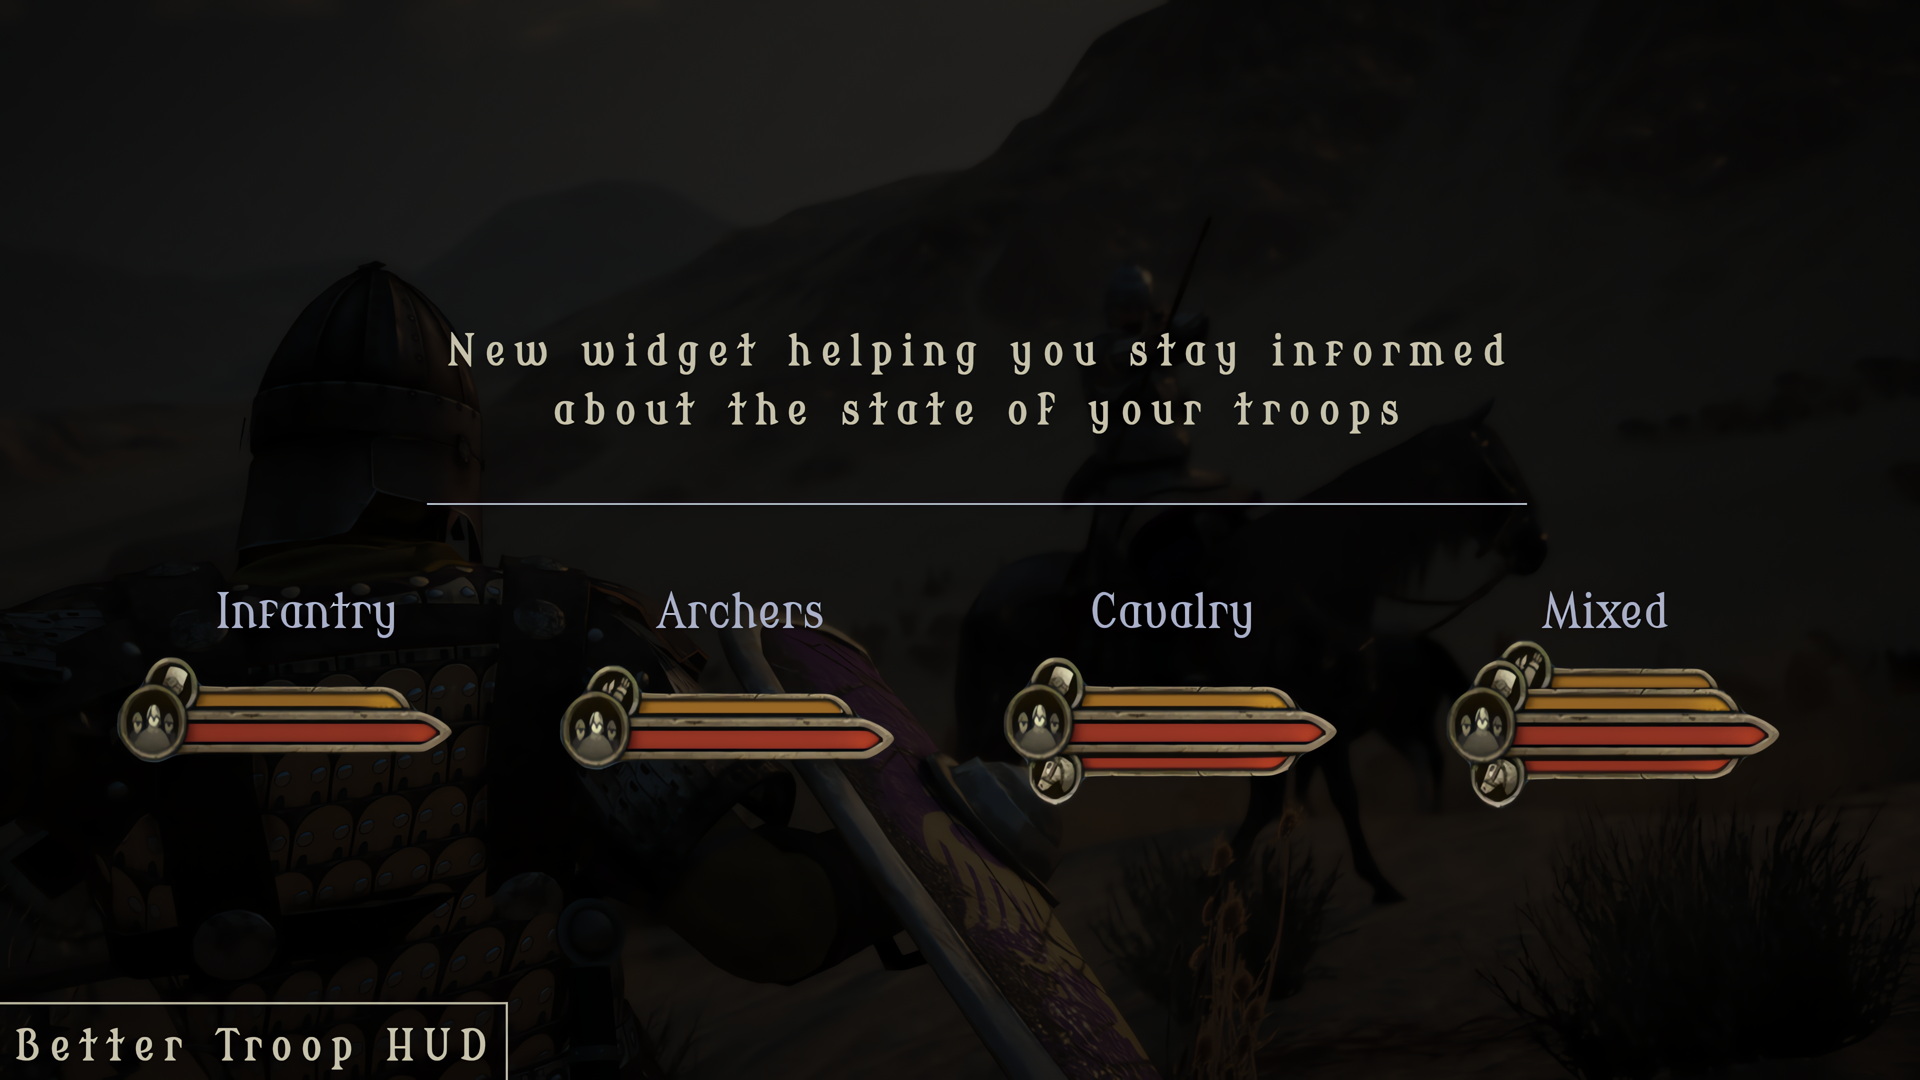 New widget helping you stay informed
about the state of your troops
Infantry
Archers
Cavalry
Mixed
Better Troop HUD